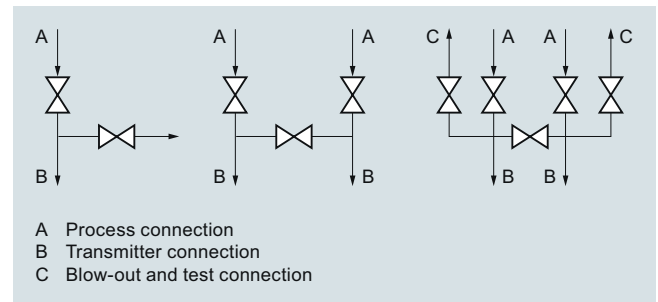 A A A C A A C
B B B B B
A Process connection
B Transmitter connection
C Blow-out and test connection